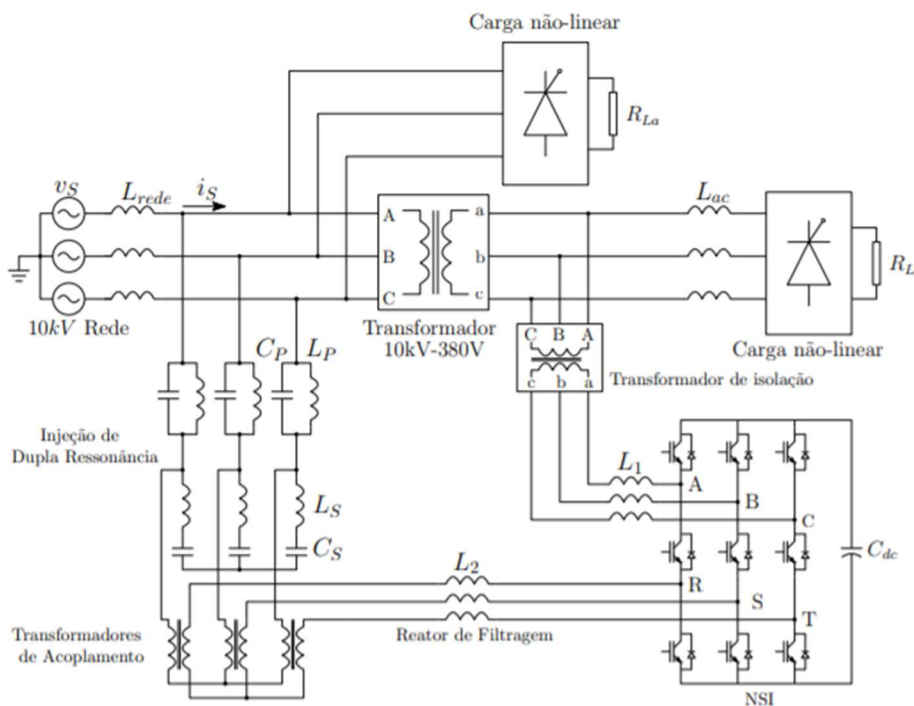 Carga não-linear
R_La
v_S
L_rede
i_S
L_ac
A
a
B
b
C
c
R_L
10kV Rede
Transformador
10kV-380V
Carga não-linear
C B A
c b a
Transformador de isolação
C_P
L_P
Injeção de
Dupla Ressonância
L_1
A
B
C
C_dc
L_S
C_S
L_2
R
S
T
Transformadores
de Acoplamento
Reator de Filtragem
NSI